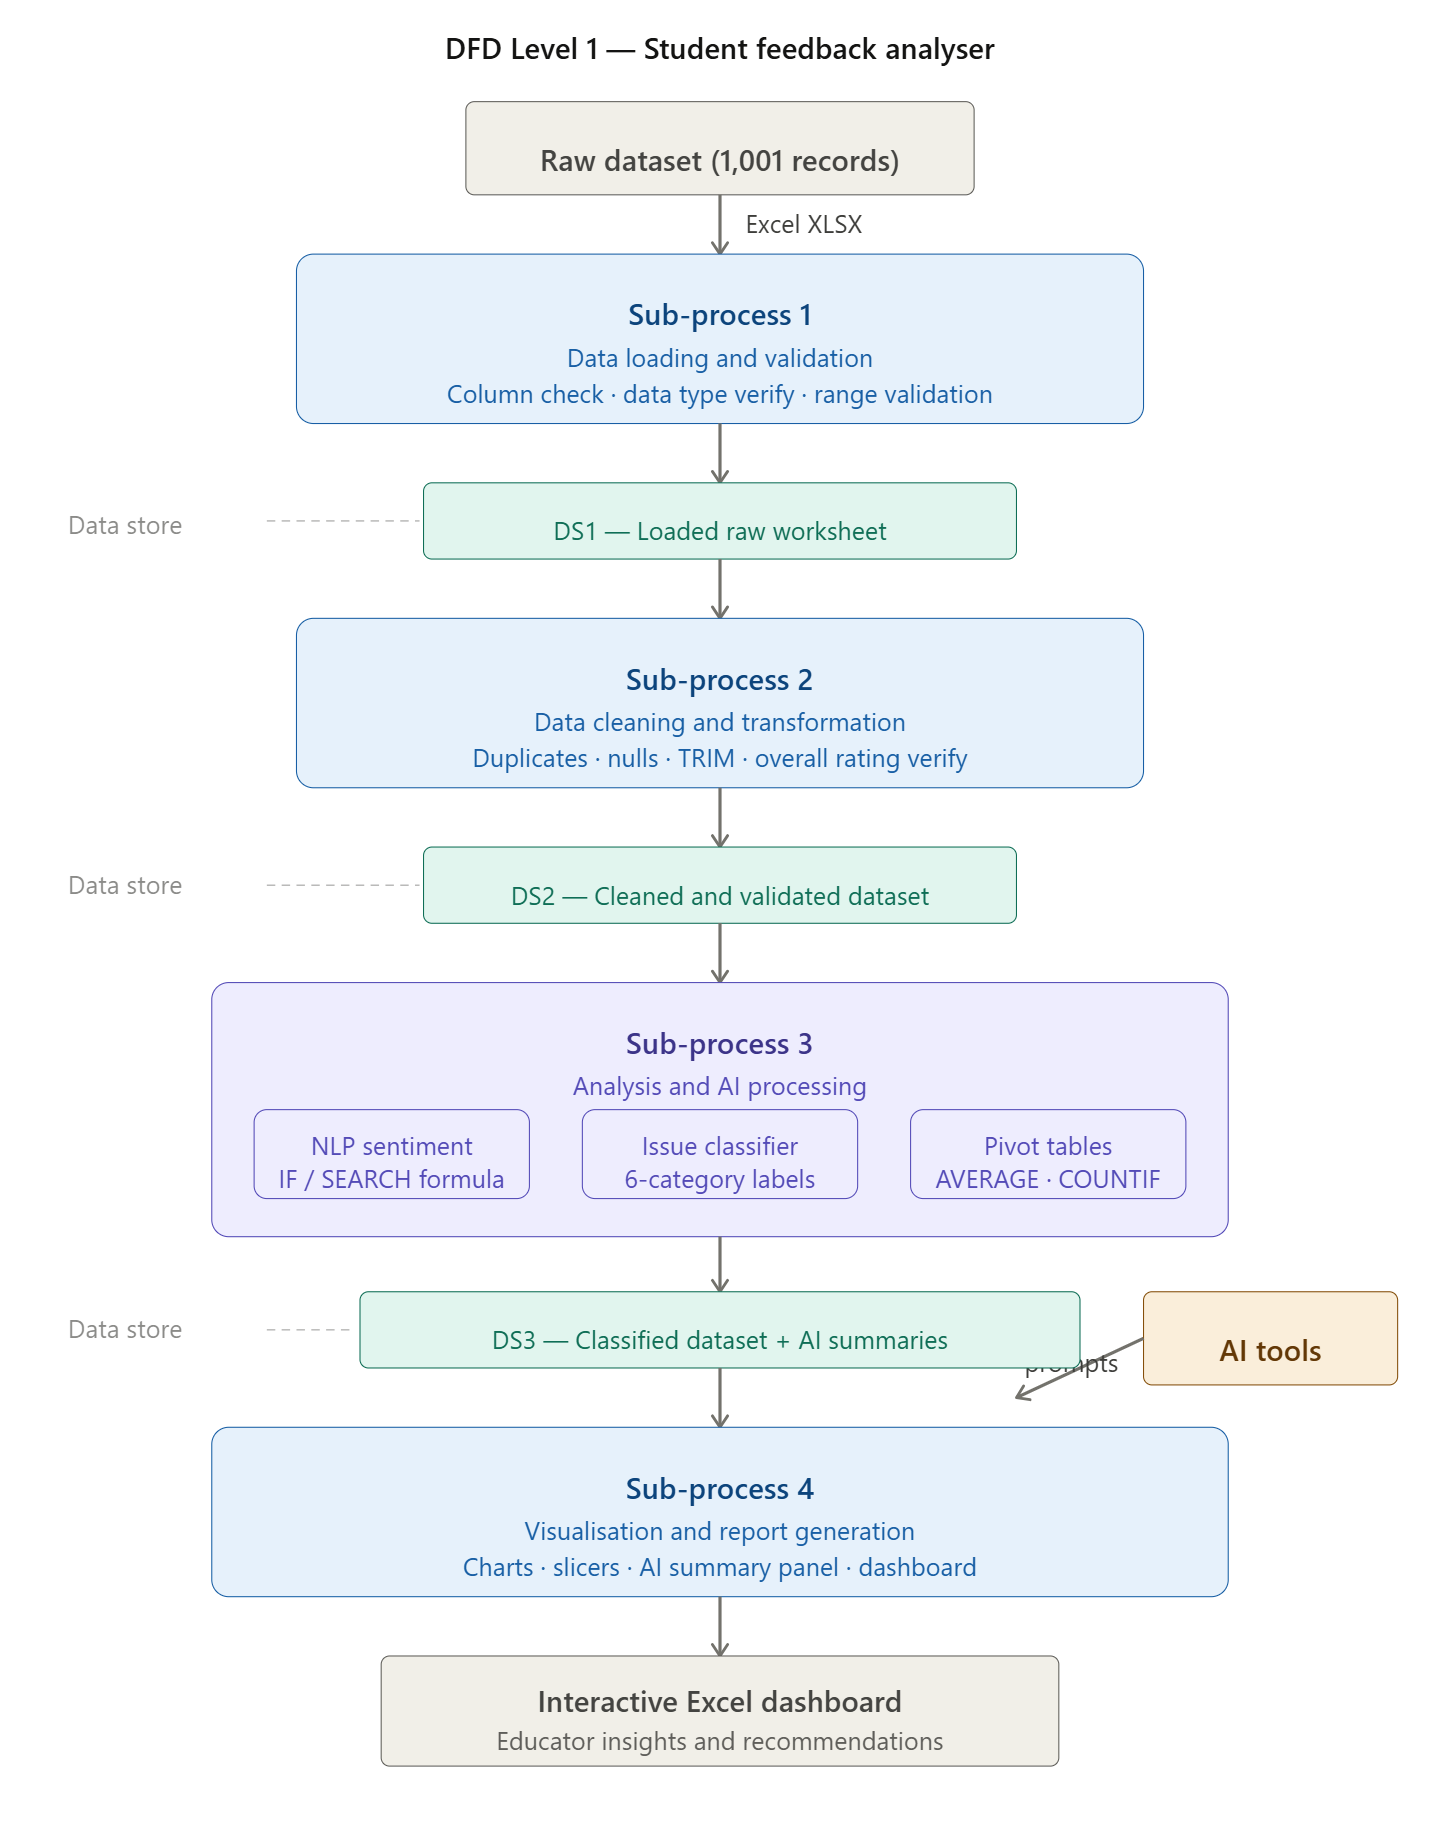 DFD Level 1 — Student feedback analyser
Raw dataset (1,001 records)
Excel XLSX
Sub-process 1
Data loading and validation
Column check · data type verify · range validation
Data store
DS1 — Loaded raw worksheet
Sub-process 2
Data cleaning and transformation
Duplicates · nulls · TRIM · overall rating verify
Data store
DS2 — Cleaned and validated dataset
Sub-process 3
Analysis and AI processing
NLP sentiment
IF / SEARCH formula
Issue classifier
6-category labels
Pivot tables
AVERAGE · COUNTIF
Data store
DS3 — Classified dataset + AI summaries
AI tools
prompts
Sub-process 4
Visualisation and report generation
Charts · slicers · AI summary panel · dashboard
Interactive Excel dashboard
Educator insights and recommendations